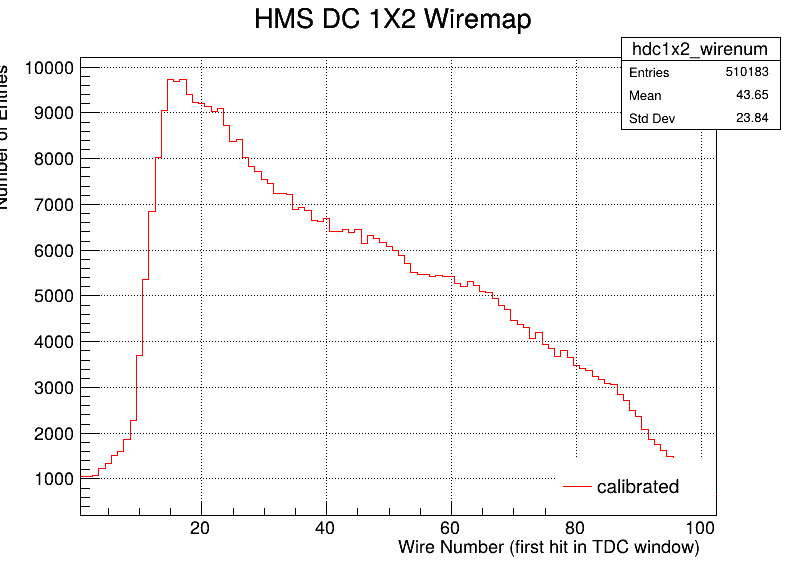 HMS DC 1X2 Wiremap
hdc1x2_wirenum
Entries 510183
Mean 43.65
Std Dev 23.84
Number of Entries
10000
9000
8000
7000
6000
5000
4000
3000
2000
1000
calibrated
20 40 60 80 100
Wire Number (first hit in TDC window)